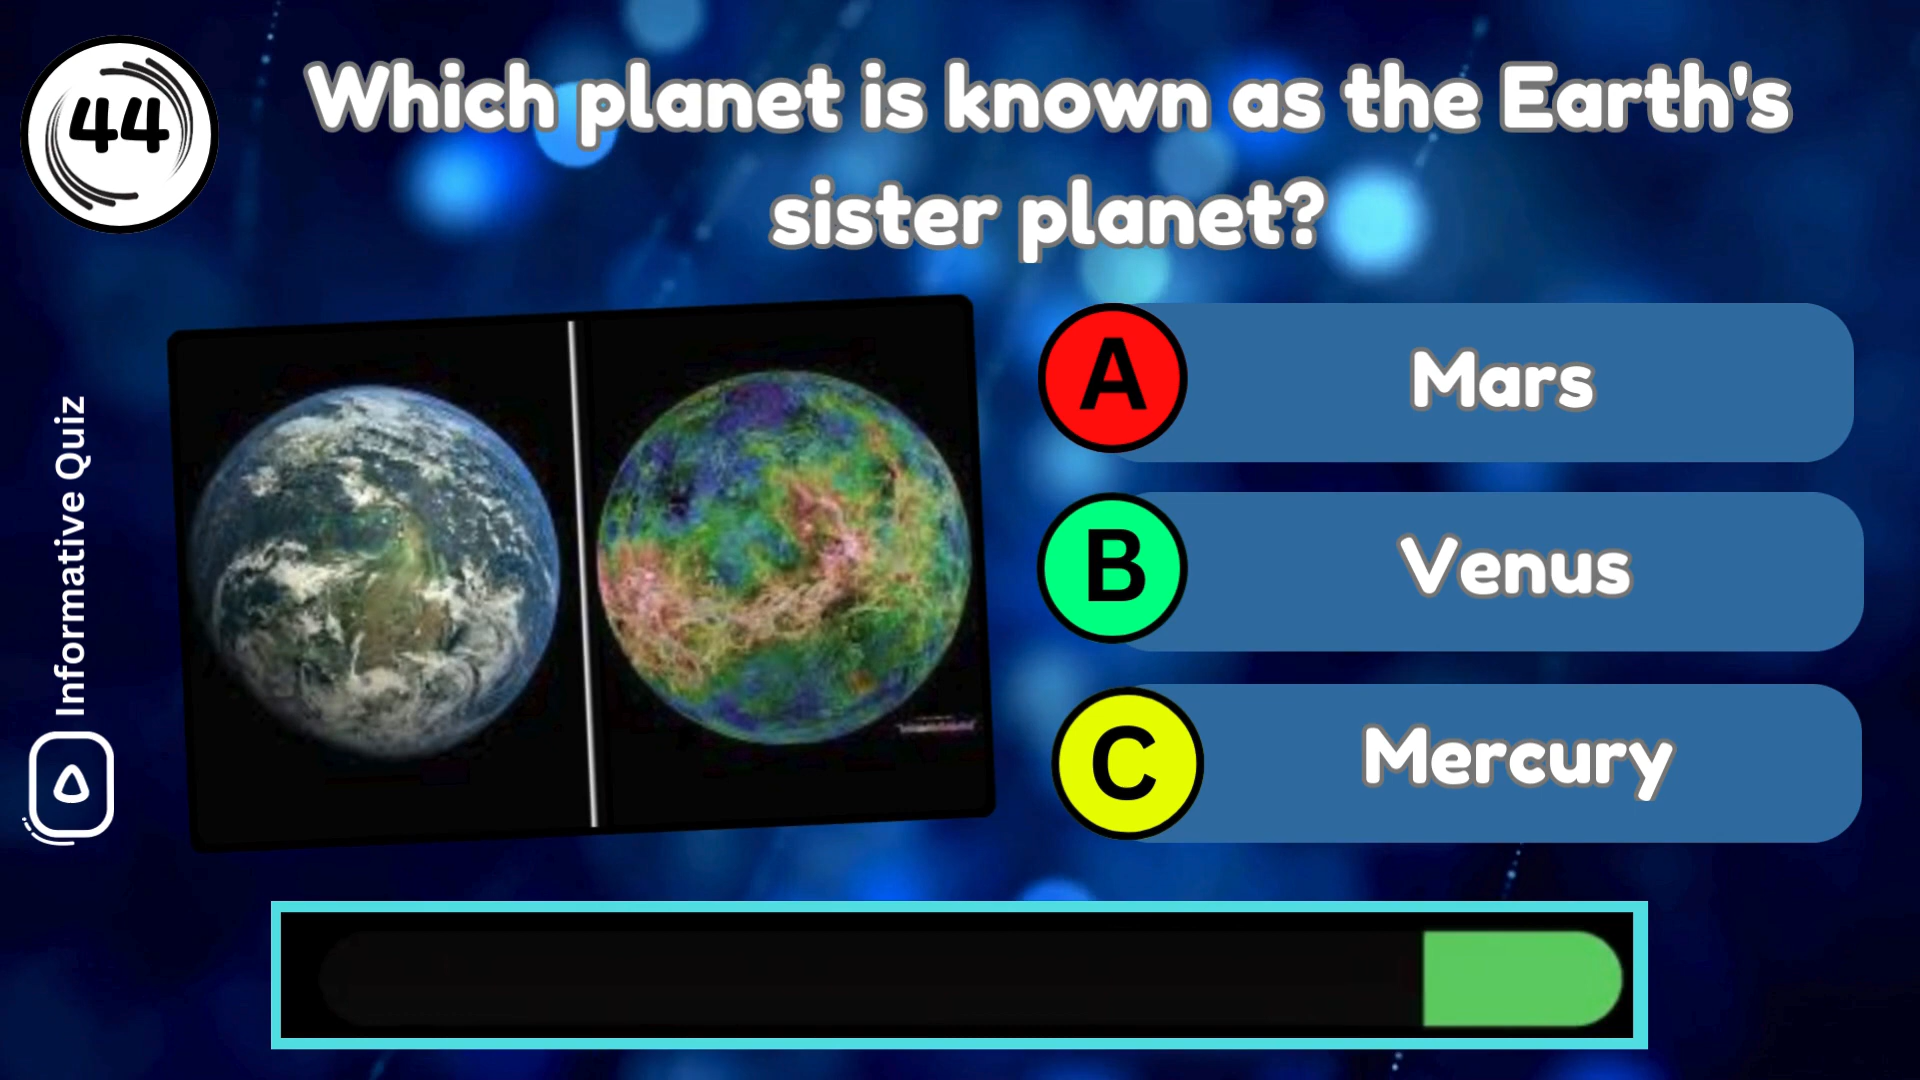 44
Which planet is known as the Earth's
sister planet?
A
Mars
B
Venus
C
Mercury
Informative Quiz